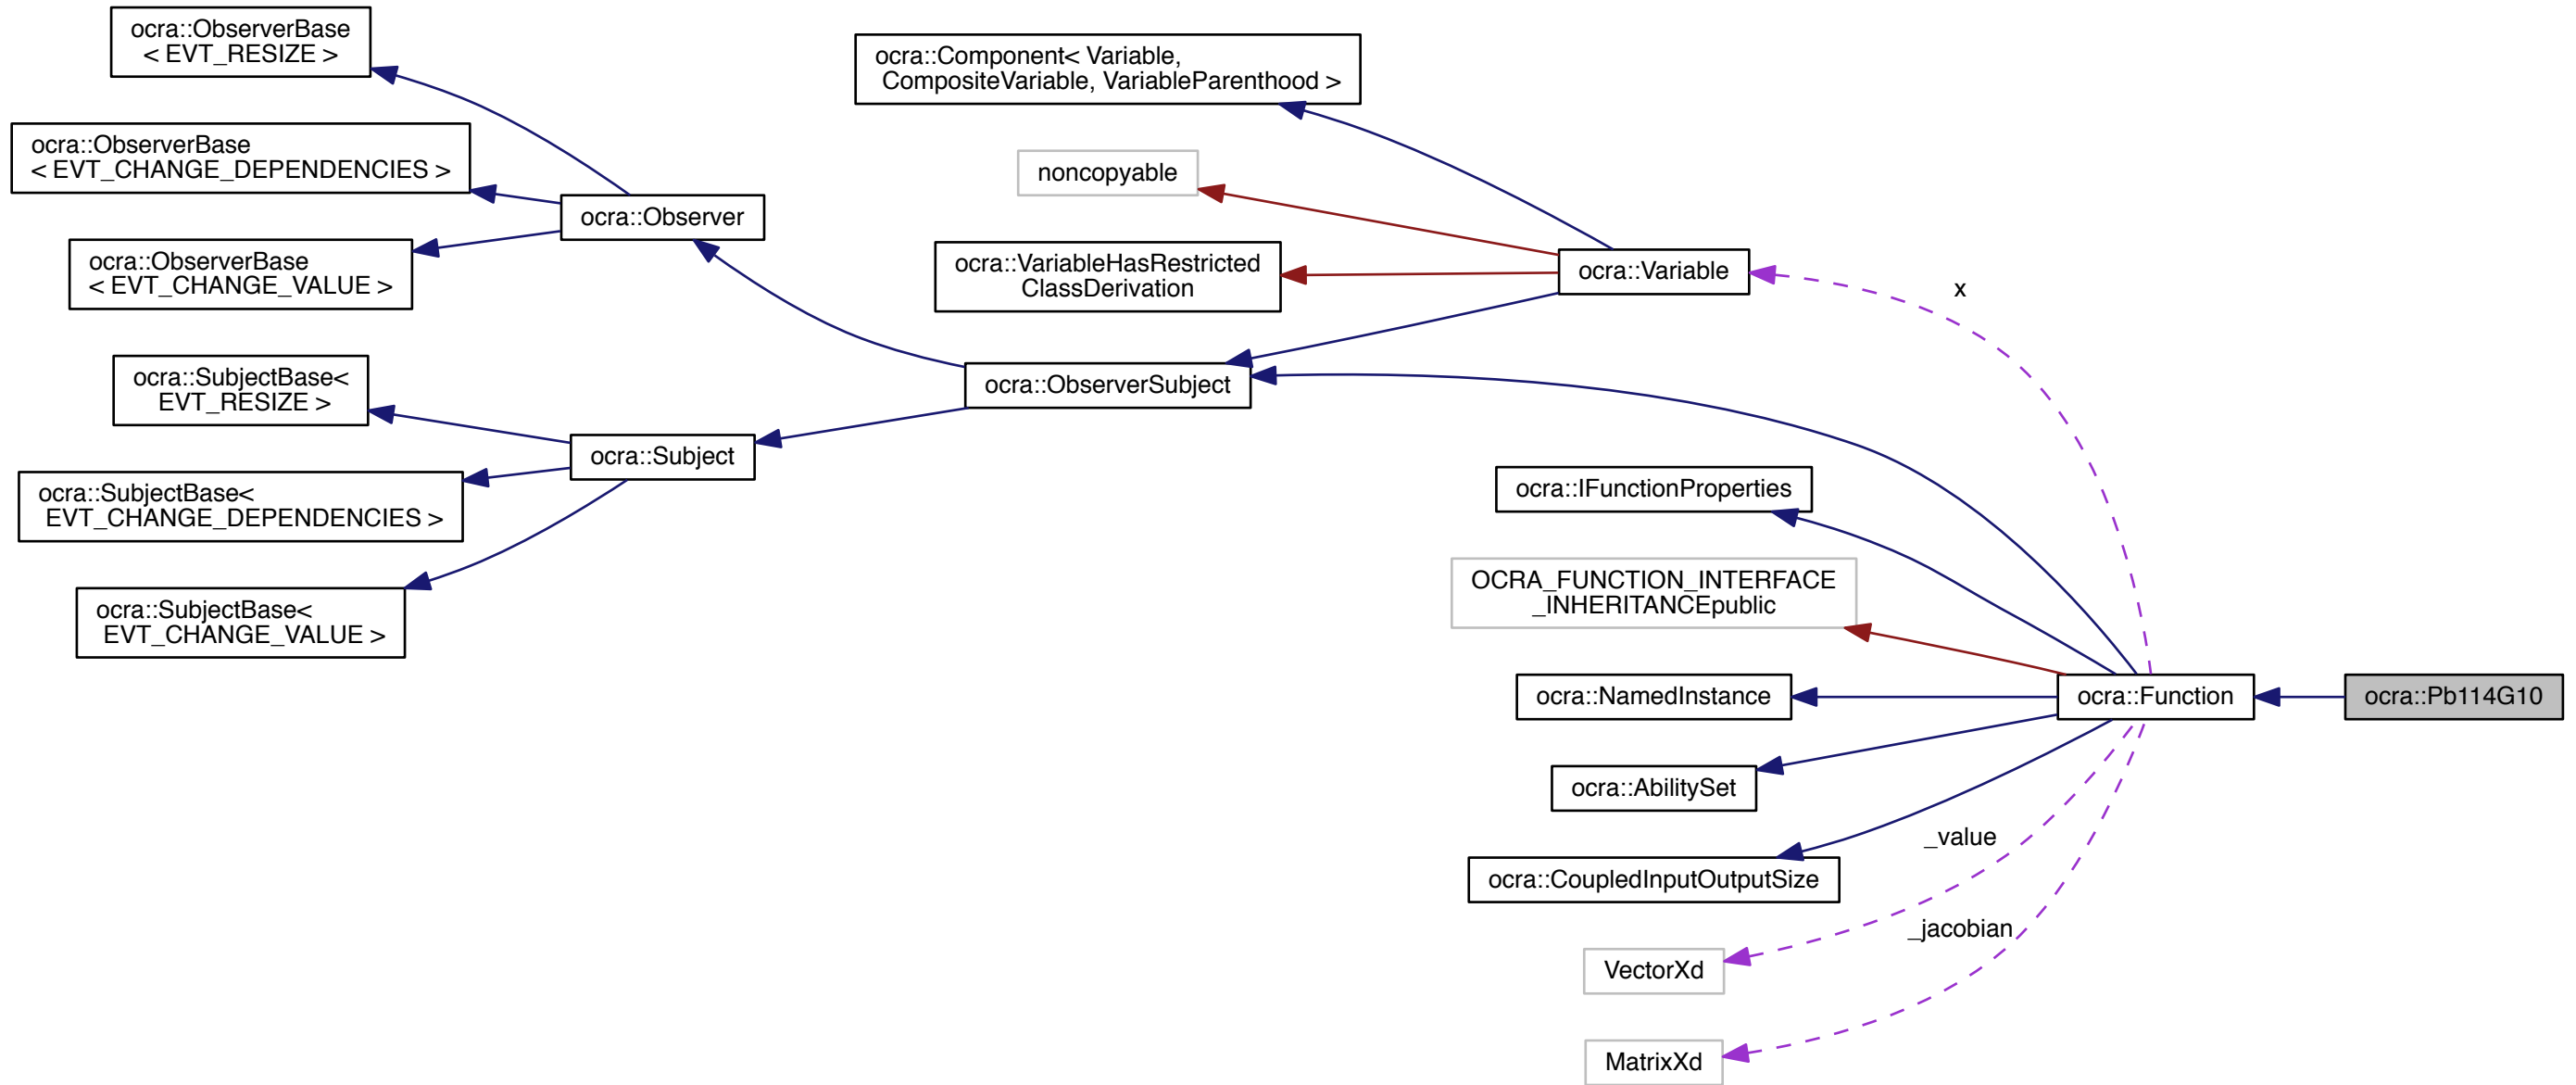 ocra::ObserverBase
< EVT_RESIZE >
ocra::ObserverBase
< EVT_CHANGE_DEPENDENCIES >
ocra::ObserverBase
< EVT_CHANGE_VALUE >
ocra::SubjectBase<
EVT_RESIZE >
ocra::SubjectBase<
EVT_CHANGE_DEPENDENCIES >
ocra::SubjectBase<
EVT_CHANGE_VALUE >
ocra::Observer
ocra::Subject
ocra::Component< Variable,
CompositeVariable, VariableParenthood >
noncopyable
ocra::VariableHasRestricted
ClassDerivation
ocra::ObserverSubject
ocra::Variable
x
ocra::IFunctionProperties
OCRA_FUNCTION_INTERFACE
_INHERITANCEpublic
ocra::NamedInstance
ocra::AbilitySet
ocra::CoupledInputOutputSize
VectorXd
MatrixXd
_value
_jacobian
ocra::Function
ocra::Pb114G10